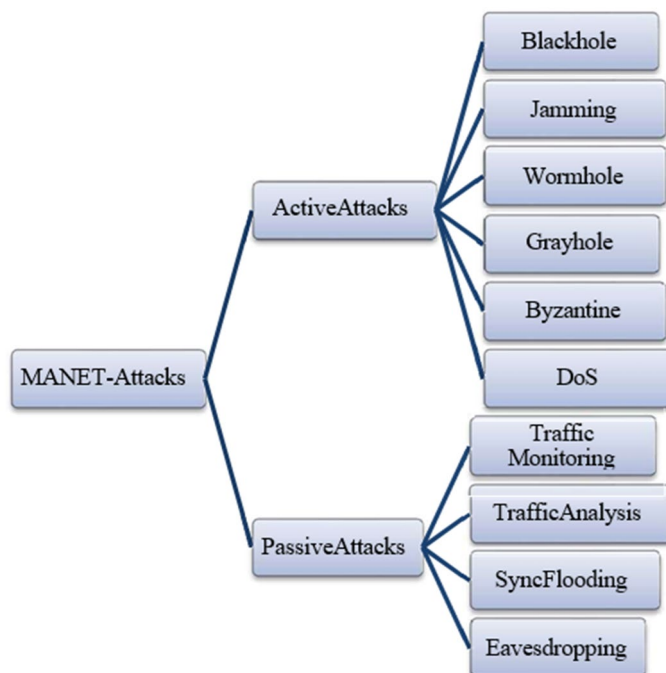 Blackhole
Jamming
Wormhole
ActiveAttacks
Grayhole
Byzantine
MANET-Attacks
DoS
Traffic
Monitoring
TrafficAnalysis
PassiveAttacks
SyncFlooding
Eavesdropping